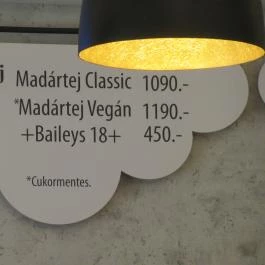 Madártej Classic 1090.-
*Madártej Vegán 1190.-
+Baileys 18+ 450.-
*Cukormentes.